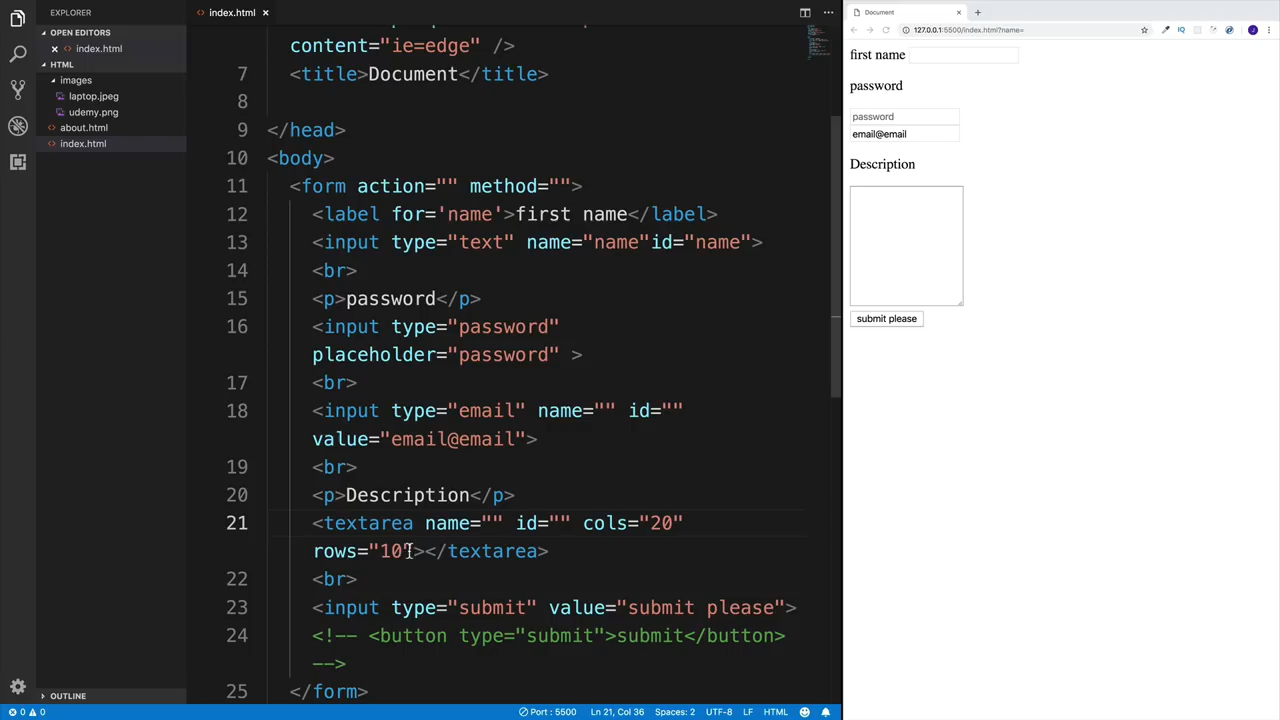 EXPLORER
OPEN EDITORS
index.html
HTML
images
laptop.jpeg
udemy.png
about.html
index.html
OUTLINE
index.html
content="ie=edge" />
7 <title>Document</title>
8
9 </head>
10 <body>
11 <form action="" method="">
12 <label for='name'>first name</label>
13 <input type="text" name="name"id="name">
14 <br>
15 <p>password</p>
16 <input type="password"
placeholder="password" >
17 <br>
18 <input type="email" name="" id=""
value="email@email">
19 <br>
20 <p>Description</p>
21 <textarea name="" id="" cols="20"
rows="10"></textarea>
22 <br>
23 <input type="submit" value="submit please">
24 <!-- <button type="submit">submit</button>
-->
25 </form>
0 0
Port : 5500 Ln 21, Col 36 Spaces: 2 UTF-8 LF HTML
Document
127.0.0.1:5500/index.html?name=
IQ
J
first name
password
password
email@email
Description
submit please